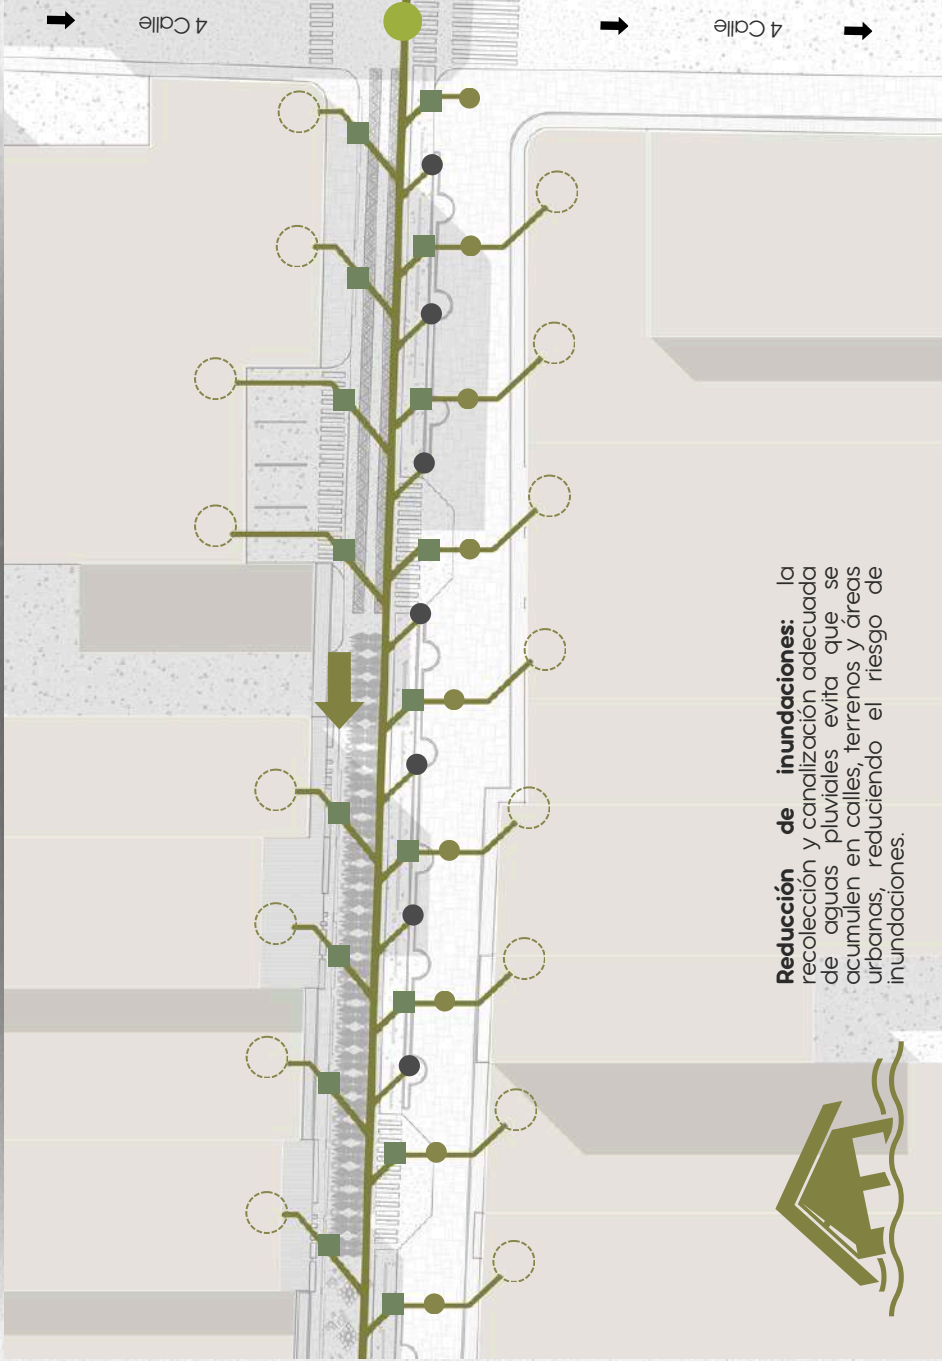 4 Calle
4 Calle
Reducción de inundaciones: la
recolección y canalización adecuada
de aguas pluviales evita que se
acumulen en calles, terrenos y áreas
urbanas, reduciendo el riesgo de
inundaciones.